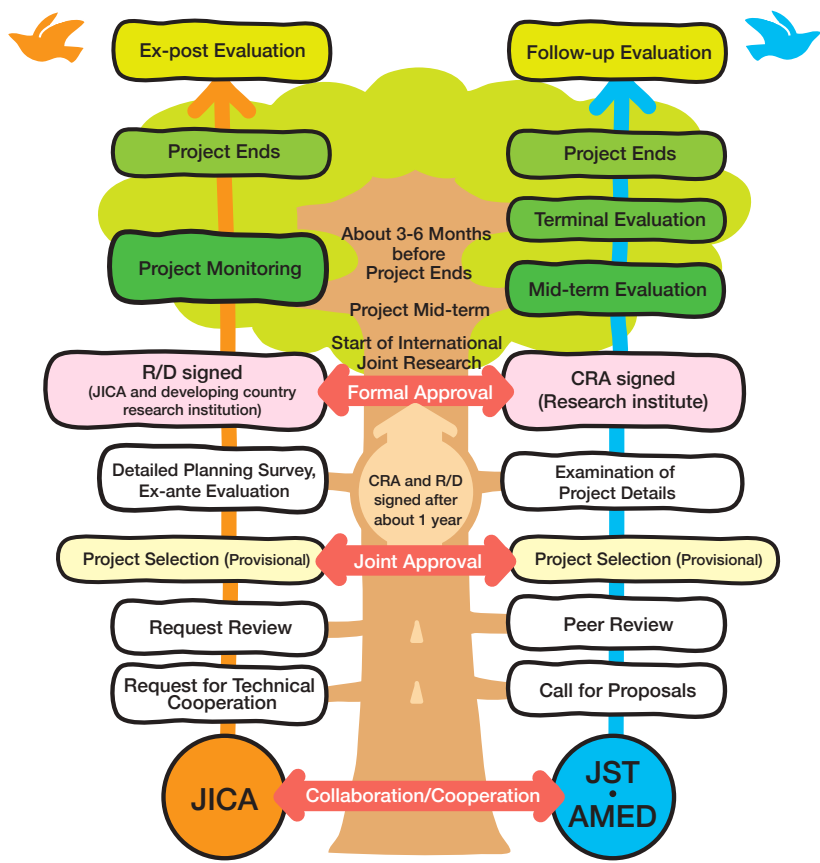 Ex-post Evaluation
Follow-up Evaluation
Project Ends
Project Ends
Terminal Evaluation
About 3-6 Months
before
Project Ends
Project Monitoring
Mid-term Evaluation
Project Mid-term
Start of International
Joint Research
R/D signed
(JICA and developing country
research institution)
Formal Approval
CRA signed
(Research institute)
Detailed Planning Survey,
Ex-ante Evaluation
CRA and R/D
signed after
about 1 year
Examination of
Project Details
Project Selection (Provisional)
Joint Approval
Project Selection (Provisional)
Request Review
Peer Review
Request for Technical
Cooperation
Call for Proposals
JICA
Collaboration/Cooperation
JST
•
AMED